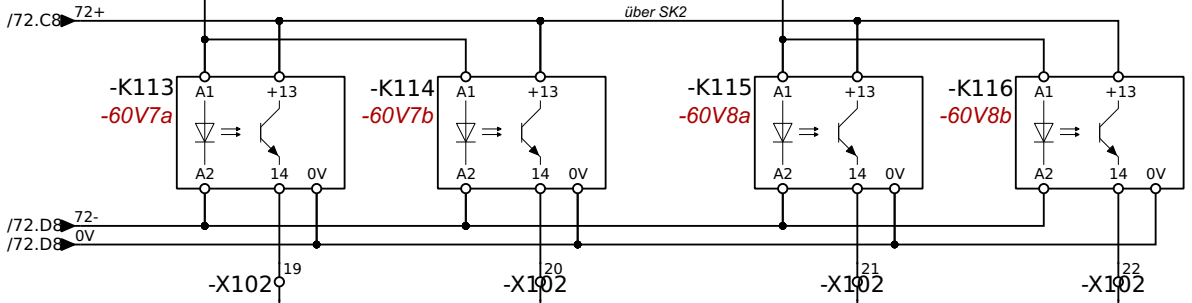 /72.C8 72+ über SK2
-K113 -K114 -K115 -K116
-60V7a -60V7b -60V8a -60V8b
A1 +13 A1 +13 A1 +13 A1 +13
A2 14 0V A2 14 0V A2 14 0V A2 14 0V
/72.D8 72-
/72.D8 0V
19 20 21 22
-X102 -X102 -X102 -X102